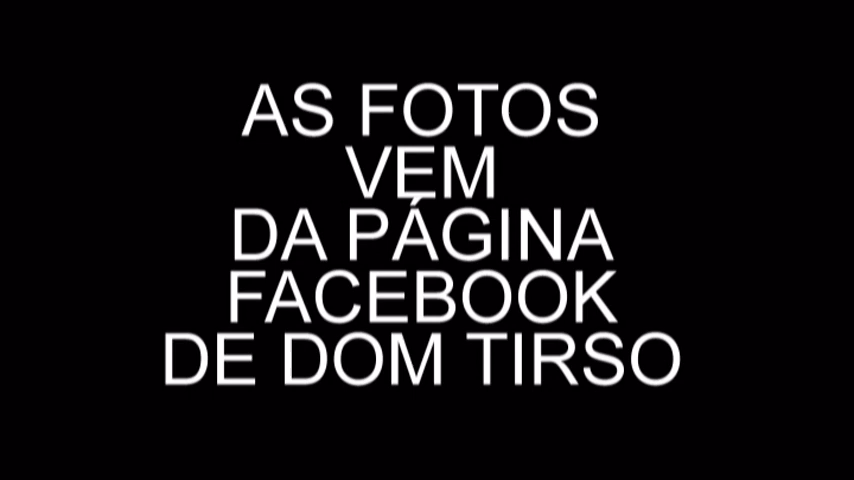 AS FOTOS
VEM
DA PÁGINA
FACEBOOK
DE DOM TIRSO